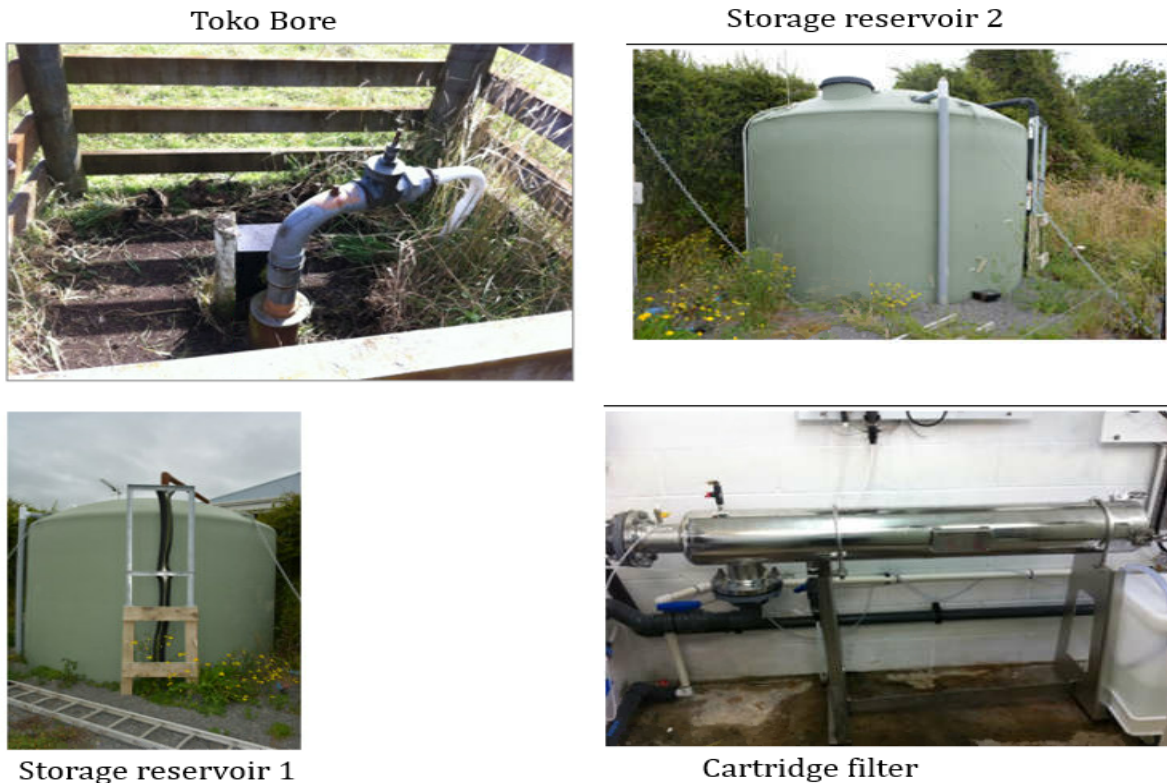 Toko Bore
Storage reservoir 2
Storage reservoir 1
Cartridge filter